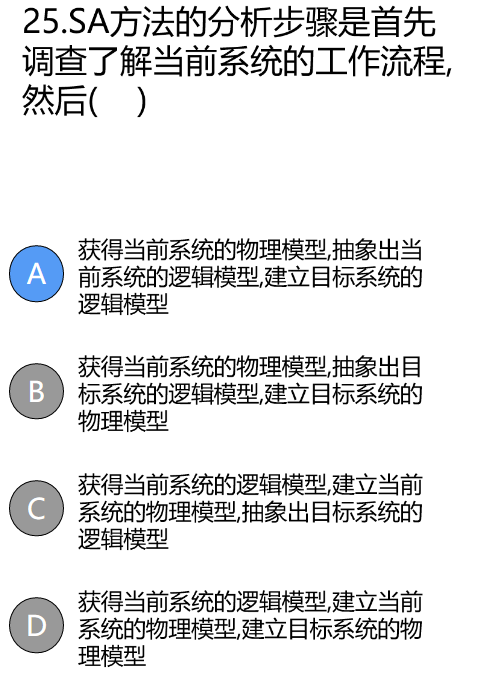 25.SA方法的分析步骤是首先
调查了解当前系统的工作流程,
然后(    )
A
获得当前系统的物理模型,抽象出当
前系统的逻辑模型,建立目标系统的
逻辑模型
B
获得当前系统的物理模型,抽象出目
标系统的逻辑模型,建立目标系统的
物理模型
C
获得当前系统的逻辑模型,建立当前
系统的物理模型,抽象出目标系统的
逻辑模型
D
获得当前系统的逻辑模型,建立当前
系统的物理模型,建立目标系统的物
理模型